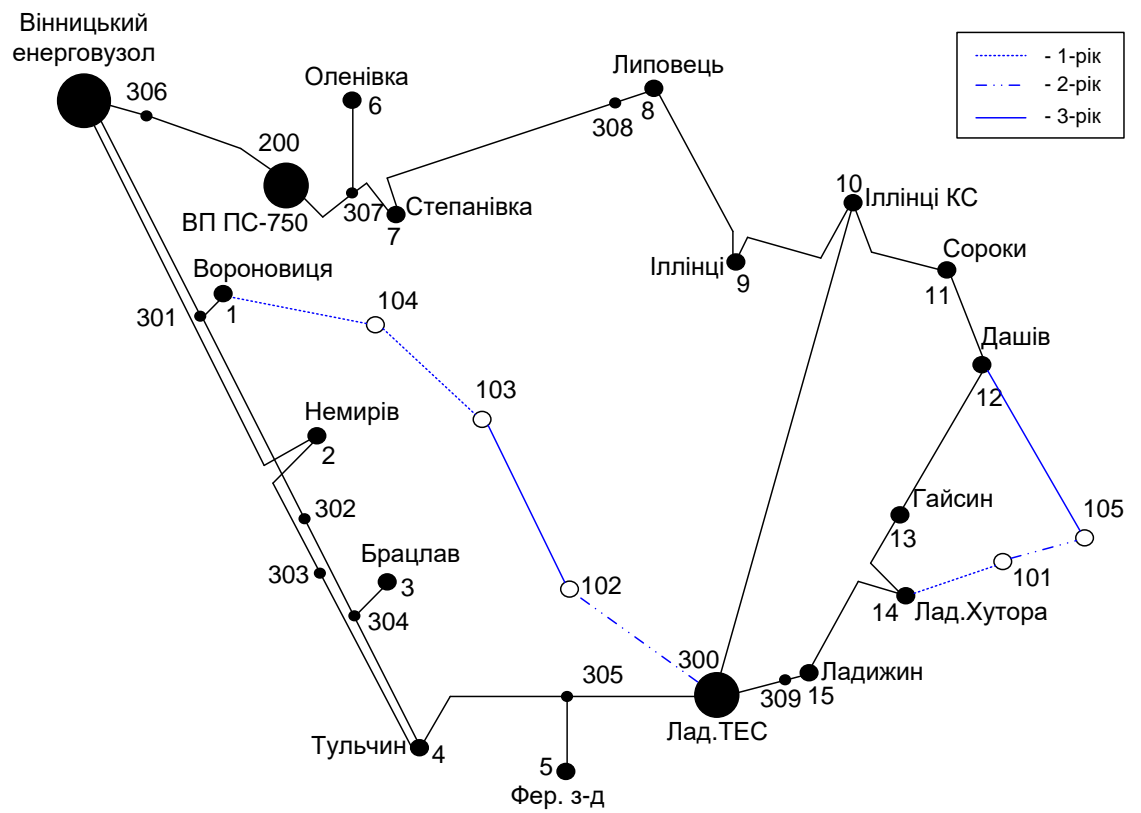 Вінницький
енерговузол
306
Оленівка
6
200
ВП ПС-750
307
Степанівка
7
Липовець
8
308
- 1-рік
- 2-рік
- 3-рік
10
Іллінці КС
Іллінці
9
Сороки
11
Дашів
12
Вороновиця
301
1
104
103
Немирів
2
302
303
Брацлав
3
304
102
Гайсин
13
105
101
14
Лад.Хутора
300
305
309
Ладижин
15
Лад.ТЕС
Тульчин
4
5
Фер. з-д